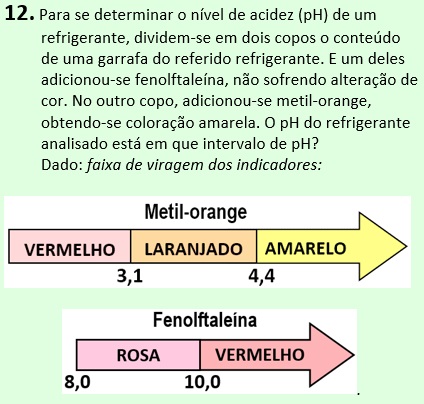 12. Para se determinar o nível de acidez (pH) de um
refrigerante, dividem-se em dois copos o conteúdo
de uma garrafa do referido refrigerante. E um deles
adicionou-se fenolftaleína, não sofrendo alteração de
cor. No outro copo, adicionou-se metil-orange,
obtendo-se coloração amarela. O pH do refrigerante
analisado está em que intervalo de pH?
Dado: faixa de viragem dos indicadores:
Metil-orange
VERMELHO LARANJADO AMARELO
3,1 4,4
Fenolftaleína
ROSA VERMELHO
8,0 10,0
.